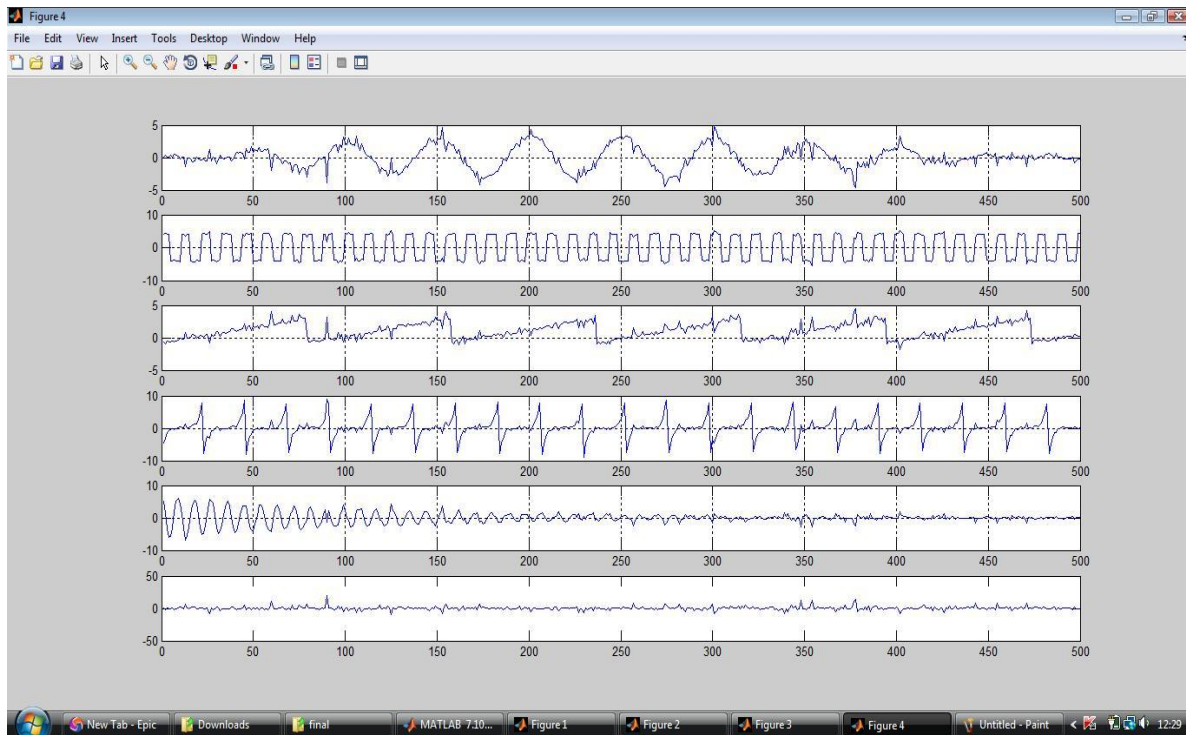 Figure 4
File Edit View Insert Tools Desktop Window Help
5
0
-5
0 50 100 150 200 250 300 350 400 450 500
10
0
-10
0 50 100 150 200 250 300 350 400 450 500
5
0
-5
0 50 100 150 200 250 300 350 400 450 500
10
0
-10
0 50 100 150 200 250 300 350 400 450 500
10
0
-10
0 50 100 150 200 250 300 350 400 450 500
50
0
-50
0 50 100 150 200 250 300 350 400 450 500
New Tab - Epic Downloads final MATLAB 7.10... Figure 1 Figure 2 Figure 3 Figure 4 Untitled - Paint < 12:29